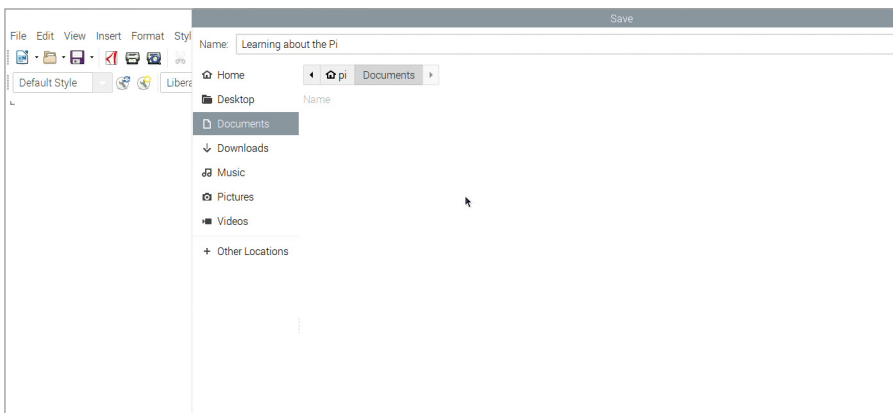 Save
File Edit View Insert Format Styl
Name: Learning about the Pi
Default Style Libera
Home
pi Documents
Desktop
Name
Documents
Downloads
Music
Pictures
Videos
+ Other Locations